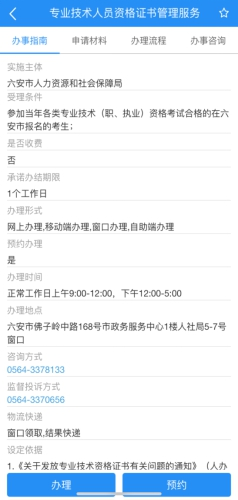 专业技术人员资格证书管理服务
办事指南 申请材料 办理流程 办事咨询
实施主体
六安市人力资源和社会保障局
受理条件
参加当年各类专业技术（职、执业）资格考试合格的在六
安市报名的考生；
是否收费
否
承诺办结期限
1个工作日
办理形式
网上办理,移动端办理,窗口办理,自助端办理
预约办理
是
办理时间
正常工作日上午9:00-12:00，下午12:00-5:00
办理地点
六安市佛子岭中路168号市政务服务中心1楼人社局5-7号
窗口
咨询方式
0564-3378133
监督投诉方式
0564-3370656
物流快递
窗口领取,结果快递
设定依据
1.《关于发放专业技术资格证书有关问题的通知》（人办
办理 预约